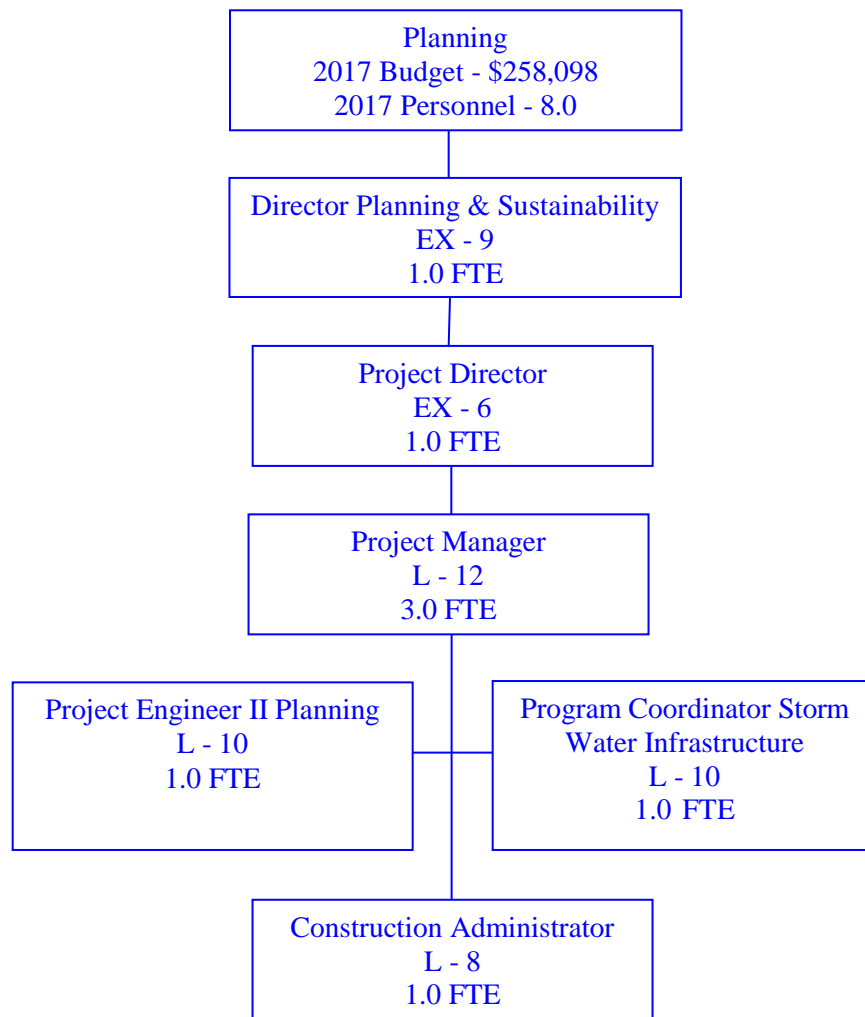 Planning
2017 Budget - $258,098
2017 Personnel - 8.0
Director Planning & Sustainability
EX - 9
1.0 FTE
Project Director
EX - 6
1.0 FTE
Project Manager
L - 12
3.0 FTE
Project Engineer II Planning
L - 10
1.0 FTE
Program Coordinator Storm
Water Infrastructure
L - 10
1.0 FTE
Construction Administrator
L - 8
1.0 FTE